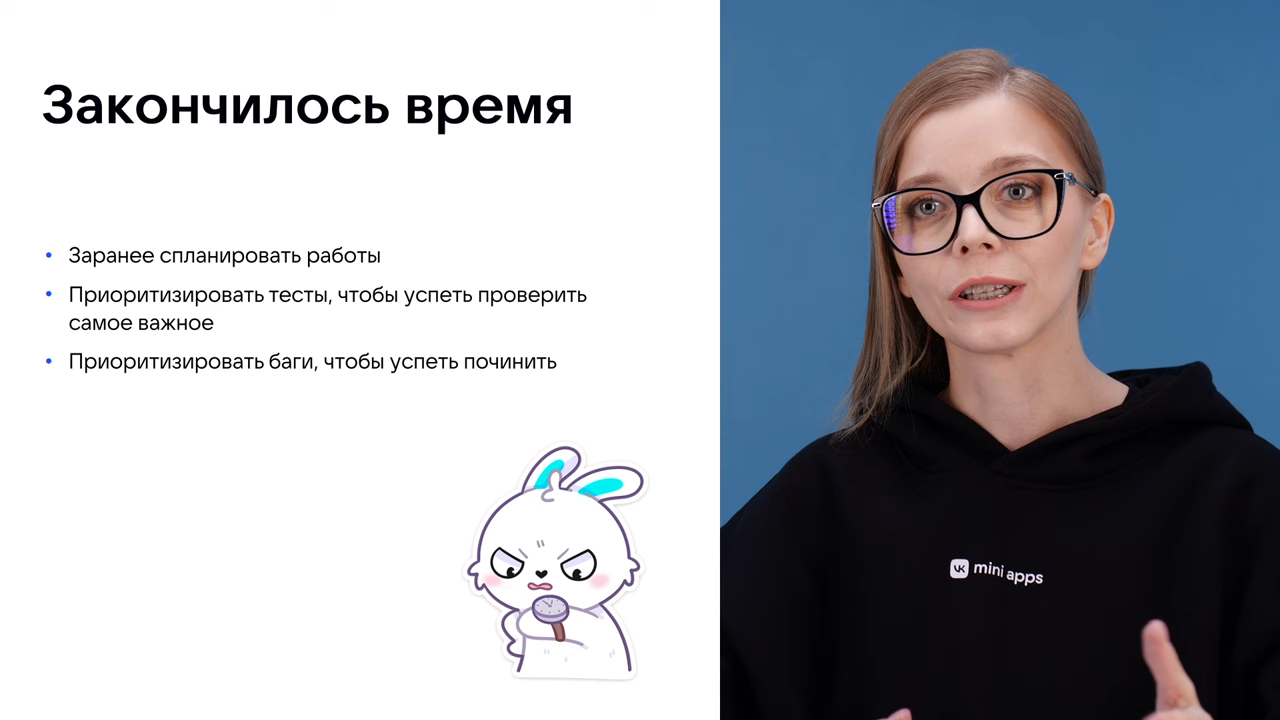 Закончилось время
• Заранее спланировать работы
• Приоритизировать тесты, чтобы успеть проверить
самое важное
• Приоритизировать баги, чтобы успеть починить
VK mini apps